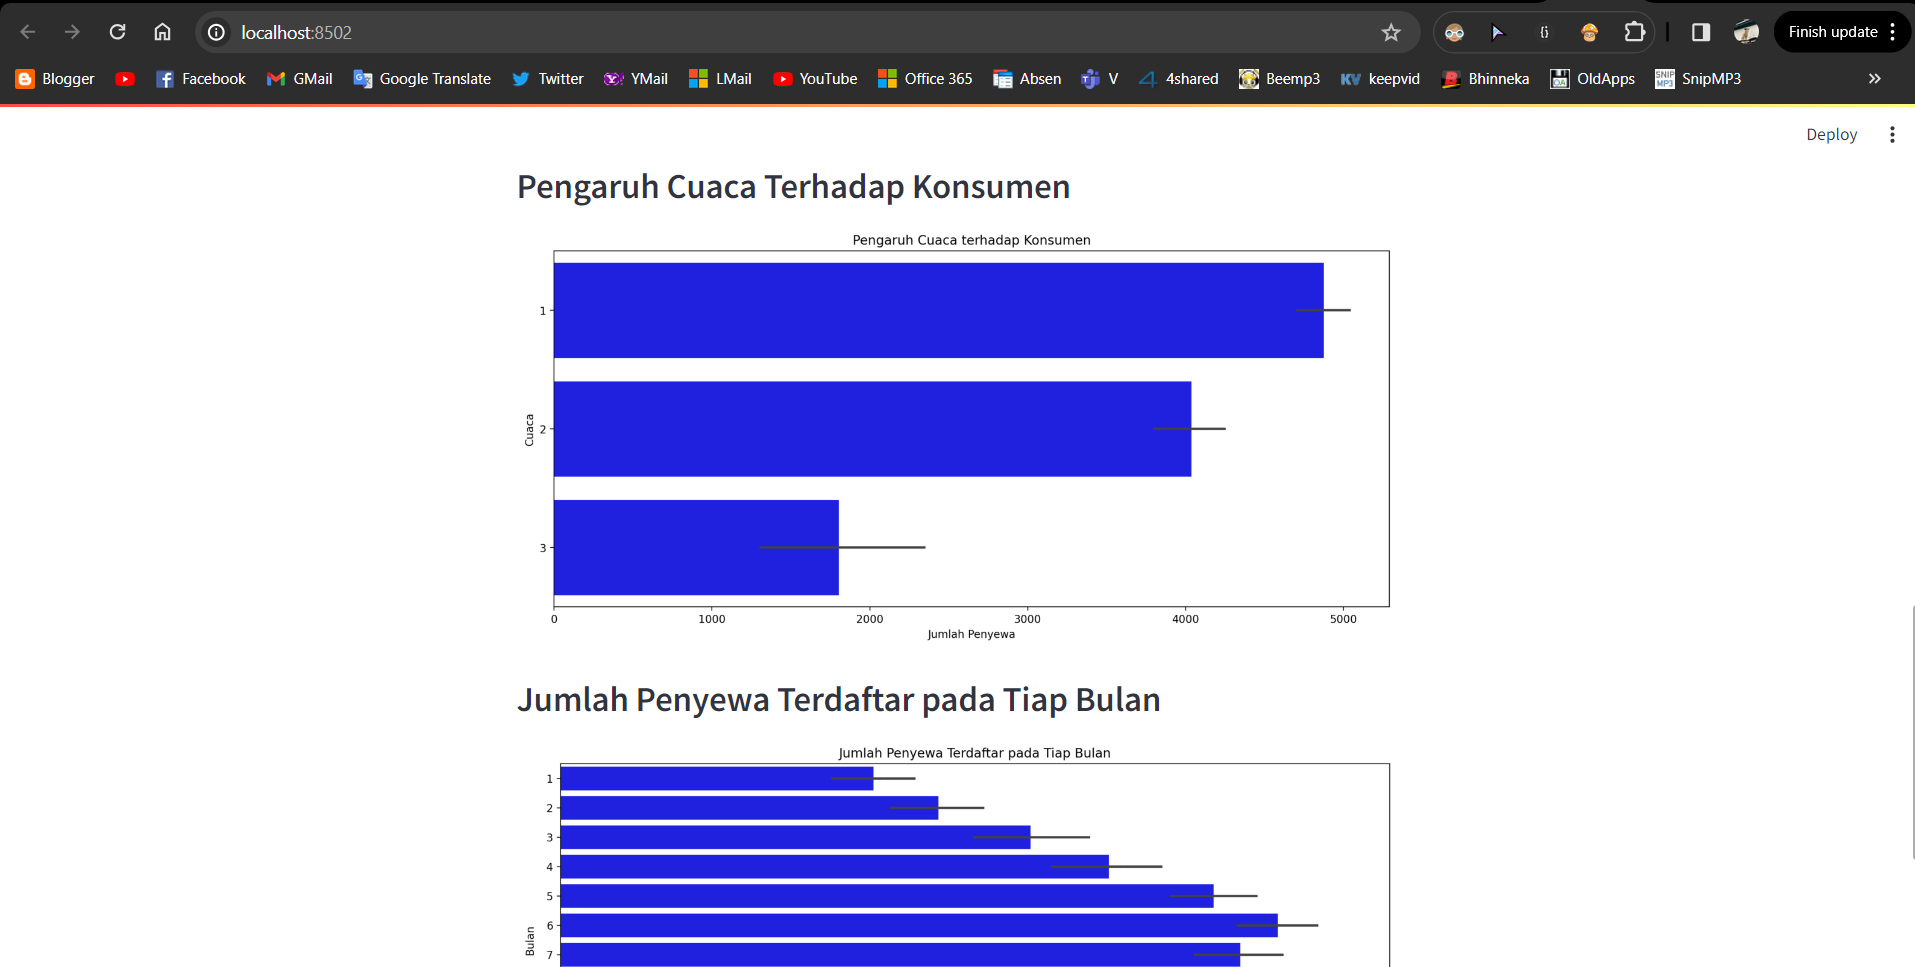 localhost:8502
Finish update
Blogger
Facebook
GMail
Google Translate
Twitter
YMail
LMail
YouTube
Office 365
Absen
V
4shared
Beemp3
KV keepvid
Bhinneka
OldApps
SNIP MP3 SnipMP3
Deploy
Pengaruh Cuaca Terhadap Konsumen
Pengaruh Cuaca terhadap Konsumen
Cuaca
1
2
3
0 1000 2000 3000 4000 5000
Jumlah Penyewa
Jumlah Penyewa Terdaftar pada Tiap Bulan
Jumlah Penyewa Terdaftar pada Tiap Bulan
1
2
3
4
5
6
7
Bulan